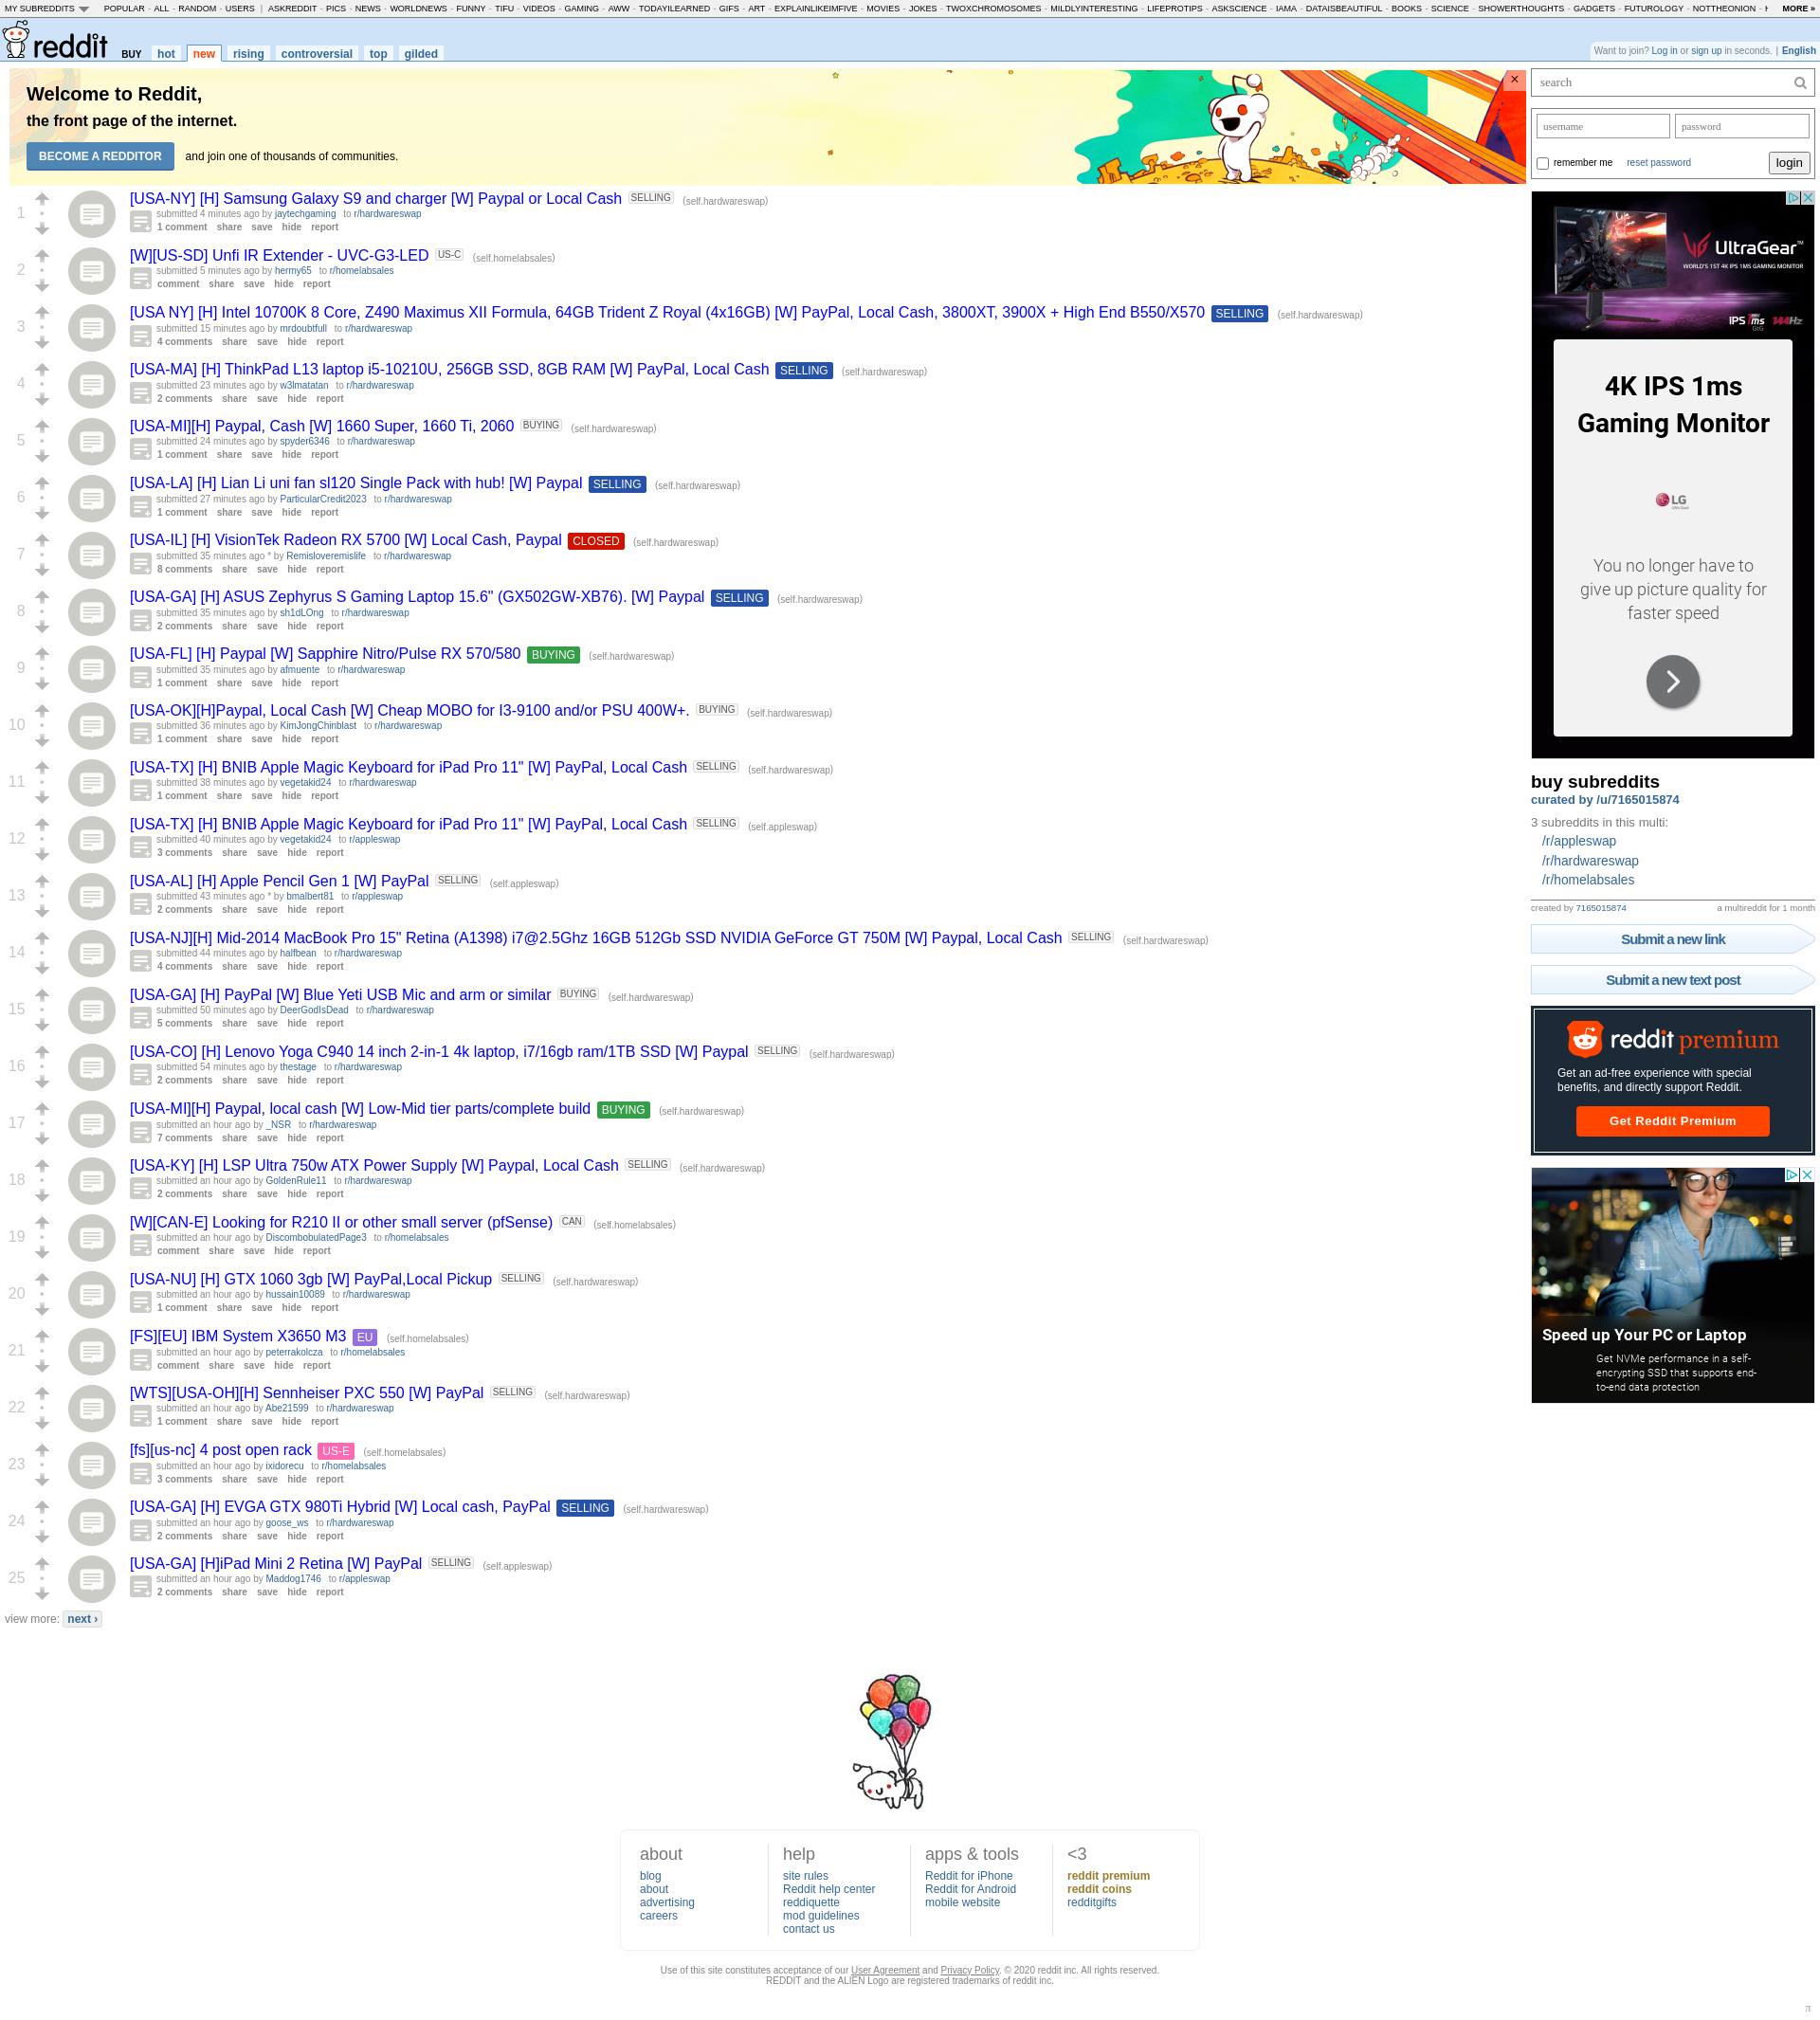 MY SUBREDDITS POPULAR - ALL - RANDOM - USERS | ASKREDDIT - PICS - NEWS - WORLDNEWS - FUNNY - TIFU - VIDEOS - GAMING - AWW - TODAYILEARNED - GIFS - ART - EXPLAINLIKEIMFIVE - MOVIES - JOKES - TWOXCHROMOSOMES - MILDLYINTERESTING - LIFEPROTIPS - ASKSCIENCE - IAMA - DATAISBEAUTIFUL - BOOKS - SCIENCE - SHOWERTHOUGHTS - GADGETS - FUTUROLOGY - NOTTHEONION - MORE »
reddit BUY hot new rising controversial top gilded
Want to join? Log in or sign up in seconds. | English
Welcome to Reddit,
the front page of the internet.
BECOME A REDDITOR and join one of thousands of communities.
1
[USA-NY] [H] Samsung Galaxy S9 and charger [W] Paypal or Local Cash SELLING (self.hardwareswap)
submitted 4 minutes ago by jaytechgaming to r/hardwareswap
1 comment share save hide report
2
[W][US-SD] Unfi IR Extender - UVC-G3-LED US-C (self.homelabsales)
submitted 5 minutes ago by hermy65 to r/homelabsales
comment share save hide report
3
[USA NY] [H] Intel 10700K 8 Core, Z490 Maximus XII Formula, 64GB Trident Z Royal (4x16GB) [W] PayPal, Local Cash, 3800XT, 3900X + High End B550/X570 SELLING (self.hardwareswap)
submitted 15 minutes ago by mrdoubtfull to r/hardwareswap
4 comments share save hide report
4
[USA-MA] [H] ThinkPad L13 laptop i5-10210U, 256GB SSD, 8GB RAM [W] PayPal, Local Cash SELLING (self.hardwareswap)
submitted 23 minutes ago by w3lmatatan to r/hardwareswap
2 comments share save hide report
5
[USA-MI][H] Paypal, Cash [W] 1660 Super, 1660 Ti, 2060 BUYING (self.hardwareswap)
submitted 24 minutes ago by spyder6346 to r/hardwareswap
1 comment share save hide report
6
[USA-LA] [H] Lian Li uni fan sl120 Single Pack with hub! [W] Paypal SELLING (self.hardwareswap)
submitted 27 minutes ago by ParticularCredit2023 to r/hardwareswap
1 comment share save hide report
7
[USA-IL] [H] VisionTek Radeon RX 5700 [W] Local Cash, Paypal CLOSED (self.hardwareswap)
submitted 35 minutes ago * by Remisloveremislife to r/hardwareswap
8 comments share save hide report
8
[USA-GA] [H] ASUS Zephyrus S Gaming Laptop 15.6" (GX502GW-XB76). [W] Paypal SELLING (self.hardwareswap)
submitted 35 minutes ago by sh1dLOng to r/hardwareswap
2 comments share save hide report
9
[USA-FL] [H] Paypal [W] Sapphire Nitro/Pulse RX 570/580 BUYING (self.hardwareswap)
submitted 35 minutes ago by afmuente to r/hardwareswap
1 comment share save hide report
10
[USA-OK][H]Paypal, Local Cash [W] Cheap MOBO for I3-9100 and/or PSU 400W+. BUYING (self.hardwareswap)
submitted 36 minutes ago by KimJongChinblast to r/hardwareswap
1 comment share save hide report
11
[USA-TX] [H] BNIB Apple Magic Keyboard for iPad Pro 11" [W] PayPal, Local Cash SELLING (self.hardwareswap)
submitted 38 minutes ago by vegetakid24 to r/hardwareswap
1 comment share save hide report
12
[USA-TX] [H] BNIB Apple Magic Keyboard for iPad Pro 11" [W] PayPal, Local Cash SELLING (self.appleswap)
submitted 40 minutes ago by vegetakid24 to r/appleswap
3 comments share save hide report
13
[USA-AL] [H] Apple Pencil Gen 1 [W] PayPal SELLING (self.appleswap)
submitted 43 minutes ago * by bmalbert81 to r/appleswap
2 comments share save hide report
14
[USA-NJ][H] Mid-2014 MacBook Pro 15" Retina (A1398) i7@2.5Ghz 16GB 512Gb SSD NVIDIA GeForce GT 750M [W] Paypal, Local Cash SELLING (self.hardwareswap)
submitted 44 minutes ago by halfbean to r/hardwareswap
4 comments share save hide report
15
[USA-GA] [H] PayPal [W] Blue Yeti USB Mic and arm or similar BUYING (self.hardwareswap)
submitted 50 minutes ago by DeerGodIsDead to r/hardwareswap
5 comments share save hide report
16
[USA-CO] [H] Lenovo Yoga C940 14 inch 2-in-1 4k laptop, i7/16gb ram/1TB SSD [W] Paypal SELLING (self.hardwareswap)
submitted 54 minutes ago by thestage to r/hardwareswap
2 comments share save hide report
17
[USA-MI][H] Paypal, local cash [W] Low-Mid tier parts/complete build BUYING (self.hardwareswap)
submitted an hour ago by _NSR to r/hardwareswap
7 comments share save hide report
18
[USA-KY] [H] LSP Ultra 750w ATX Power Supply [W] Paypal, Local Cash SELLING (self.hardwareswap)
submitted an hour ago by GoldenRule11 to r/hardwareswap
2 comments share save hide report
19
[W][CAN-E] Looking for R210 II or other small server (pfSense) CAN (self.homelabsales)
submitted an hour ago by DiscombobulatedPage3 to r/homelabsales
comment share save hide report
20
[USA-NU] [H] GTX 1060 3gb [W] PayPal,Local Pickup SELLING (self.hardwareswap)
submitted an hour ago by hussain10089 to r/hardwareswap
1 comment share save hide report
21
[FS][EU] IBM System X3650 M3 EU (self.homelabsales)
submitted an hour ago by peterrakolcza to r/homelabsales
comment share save hide report
22
[WTS][USA-OH][H] Sennheiser PXC 550 [W] PayPal SELLING (self.hardwareswap)
submitted an hour ago by Abe21599 to r/hardwareswap
1 comment share save hide report
23
[fs][us-nc] 4 post open rack US-E (self.homelabsales)
submitted an hour ago by ixidorecu to r/homelabsales
3 comments share save hide report
24
[USA-GA] [H] EVGA GTX 980Ti Hybrid [W] Local cash, PayPal SELLING (self.hardwareswap)
submitted an hour ago by goose_ws to r/hardwareswap
2 comments share save hide report
25
[USA-GA] [H]iPad Mini 2 Retina [W] PayPal SELLING (self.appleswap)
submitted an hour ago by Maddog1746 to r/appleswap
2 comments share save hide report
view more: next ›
search
username password
remember me reset password login
UltraGear™
WORLD'S 1ST 4K IPS 1MS GAMING MONITOR
IPS 1ms GtG 144Hz
4K IPS 1ms
Gaming Monitor
LG
You no longer have to
give up picture quality for
faster speed
buy subreddits
curated by /u/7165015874
3 subreddits in this multi:
/r/appleswap
/r/hardwareswap
/r/homelabsales
created by 7165015874 a multireddit for 1 month
Submit a new link
Submit a new text post
reddit premium
Get an ad-free experience with special
benefits, and directly support Reddit.
Get Reddit Premium
Speed up Your PC or Laptop
Get NVMe performance in a self-
encrypting SSD that supports end-
to-end data protection
about help apps & tools <3
blog site rules Reddit for iPhone reddit premium
about Reddit help center Reddit for Android reddit coins
advertising reddiquette mobile website redditgifts
careers mod guidelines
contact us
Use of this site constitutes acceptance of our User Agreement and Privacy Policy. © 2020 reddit inc. All rights reserved.
REDDIT and the ALIEN Logo are registered trademarks of reddit inc.
π